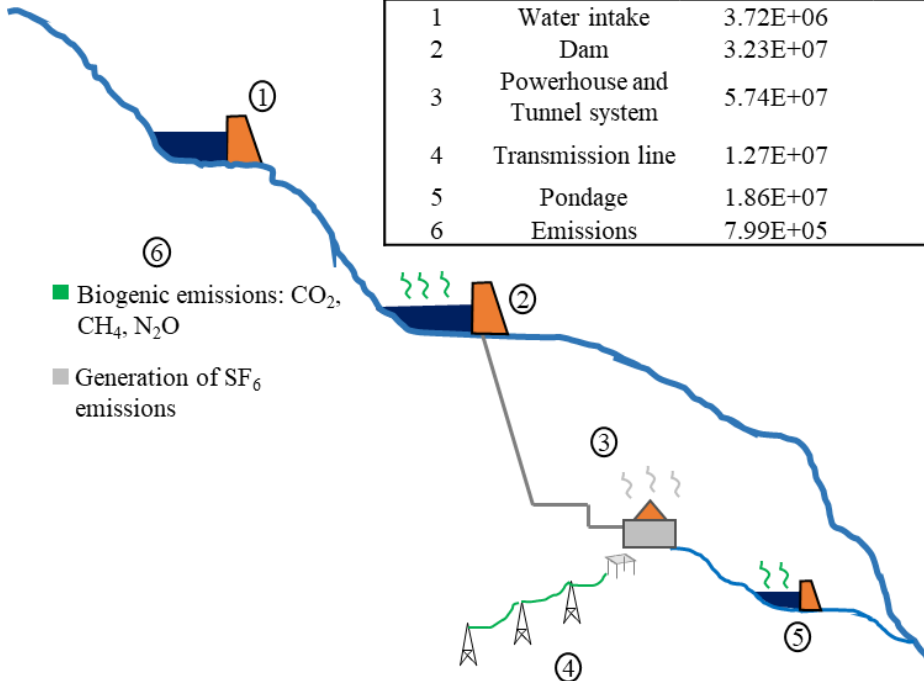 1 Water intake 3.72E+06
2 Dam 3.23E+07
3 Powerhouse and Tunnel system 5.74E+07
4 Transmission line 1.27E+07
5 Pondage 1.86E+07
6 Emissions 7.99E+05
①
⑥
Biogenic emissions: CO₂,
CH₄, N₂O
②
Generation of SF₆
emissions
③
⑤
④